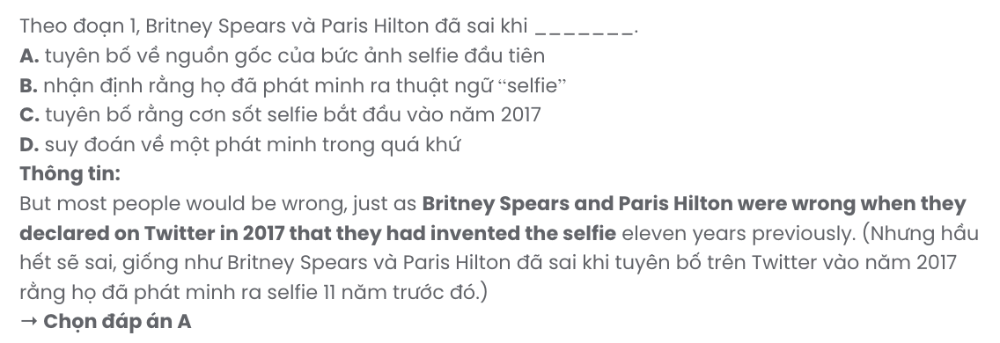 Theo đoạn 1, Britney Spears và Paris Hilton đã sai khi _______.
A. tuyên bố về nguồn gốc của bức ảnh selfie đầu tiên
B. nhận định rằng họ đã phát minh ra thuật ngữ “selfie”
C. tuyên bố rằng cơn sốt selfie bắt đầu vào năm 2017
D. suy đoán về một phát minh trong quá khứ
Thông tin:
But most people would be wrong, just as Britney Spears and Paris Hilton were wrong when they
declared on Twitter in 2017 that they had invented the selfie eleven years previously. (Nhưng hầu
hết sẽ sai, giống như Britney Spears và Paris Hilton đã sai khi tuyên bố trên Twitter vào năm 2017
rằng họ đã phát minh ra selfie 11 năm trước đó.)
→ Chọn đáp án A